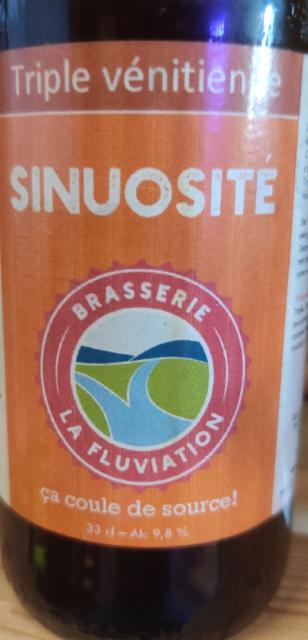 Triple vénitienne
SINUOSITÉ
BRASSERIE
LA FLUVIATION
ça coule de source!
33 cl – Alc 9,8 %